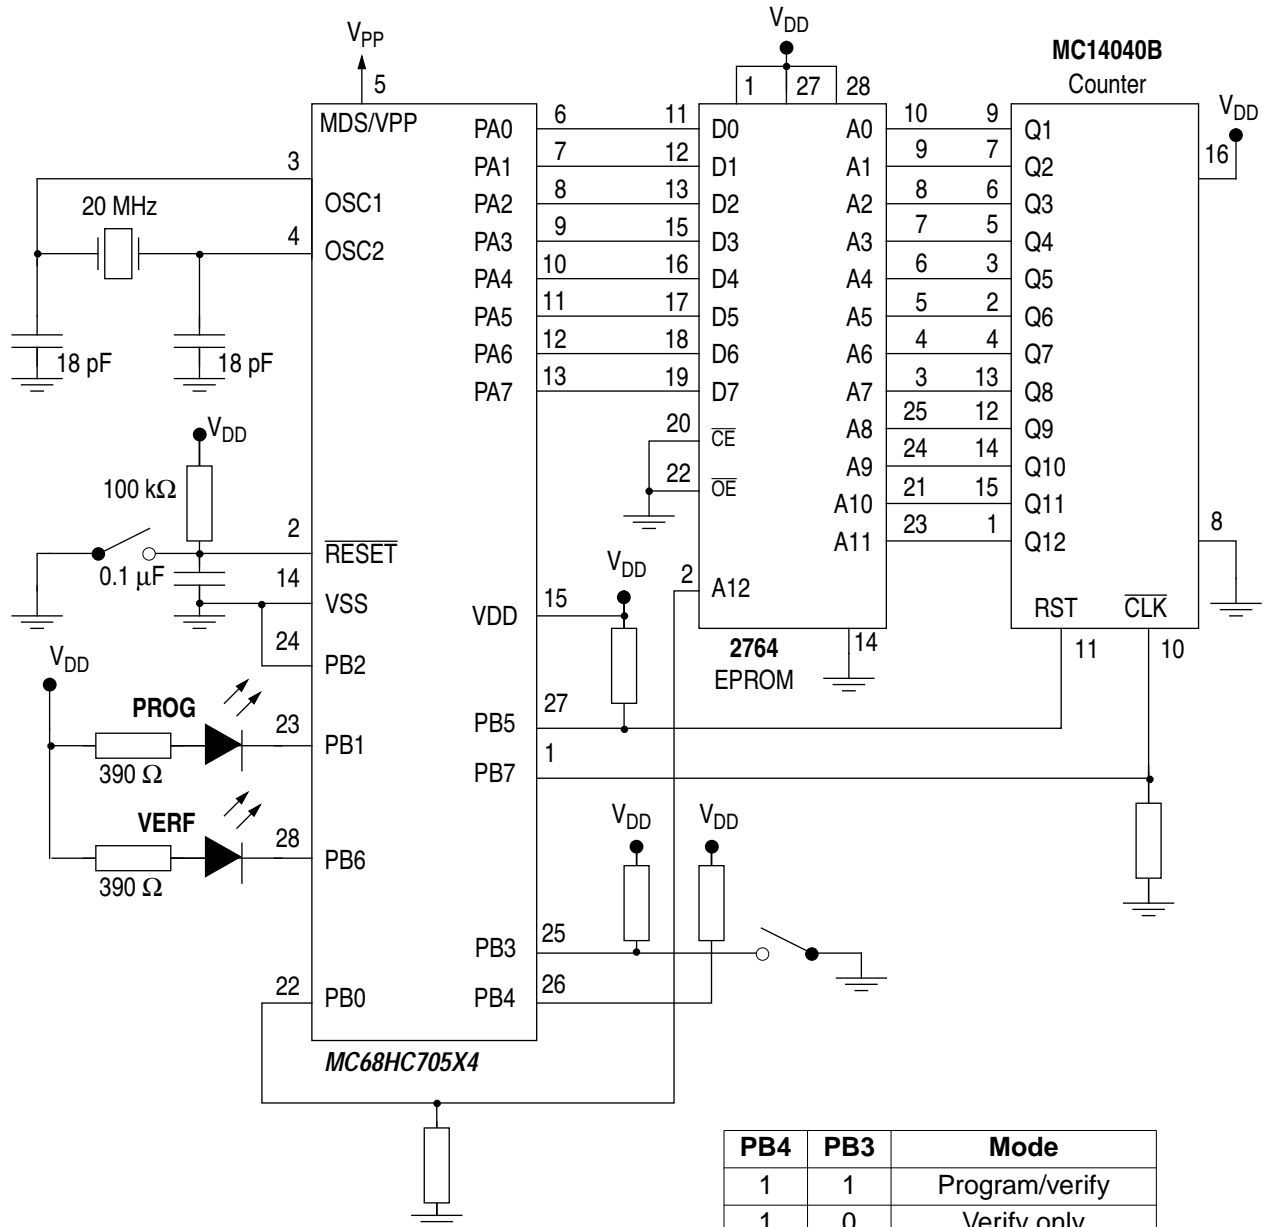 V_PP
V_DD
MC14040B
Counter
5
1 27 28
V_DD
MDS/VPP
PA0 6 11 D0 A0 10 9 Q1
PA1 7 12 D1 A1 9 7 Q2
16
3
OSC1
PA2 8 13 D2 A2 8 6 Q3
20 MHz
4
OSC2
PA3 9 15 D3 A3 7 5 Q4
PA4 10 16 D4 A4 6 3 Q5
PA5 11 17 D5 A5 5 2 Q6
PA6 12 18 D6 A6 4 4 Q7
18 pF
18 pF
PA7 13 19 D7 A7 3 13 Q8
V_DD
20 C̅E̅ A8 25 12 Q9
100 kΩ
22 O̅E̅ A9 24 14 Q10
A10 21 15 Q11
2
R̅E̅S̅E̅T̅
A11 23 1 Q12
8
0.1 μF
14
VSS
V_DD
2 A12
VDD 15
RST C̅L̅K̅
24
PB2
2764
EPROM
14
11 10
V_DD
PROG
23
PB1
390 Ω
PB5 27
PB7 1
VERF
28
PB6
390 Ω
V_DD V_DD
PB3 25
22
PB0
PB4 26
MC68HC705X4
PB4 PB3 Mode
1 1 Program/verify
1 0 Verify only